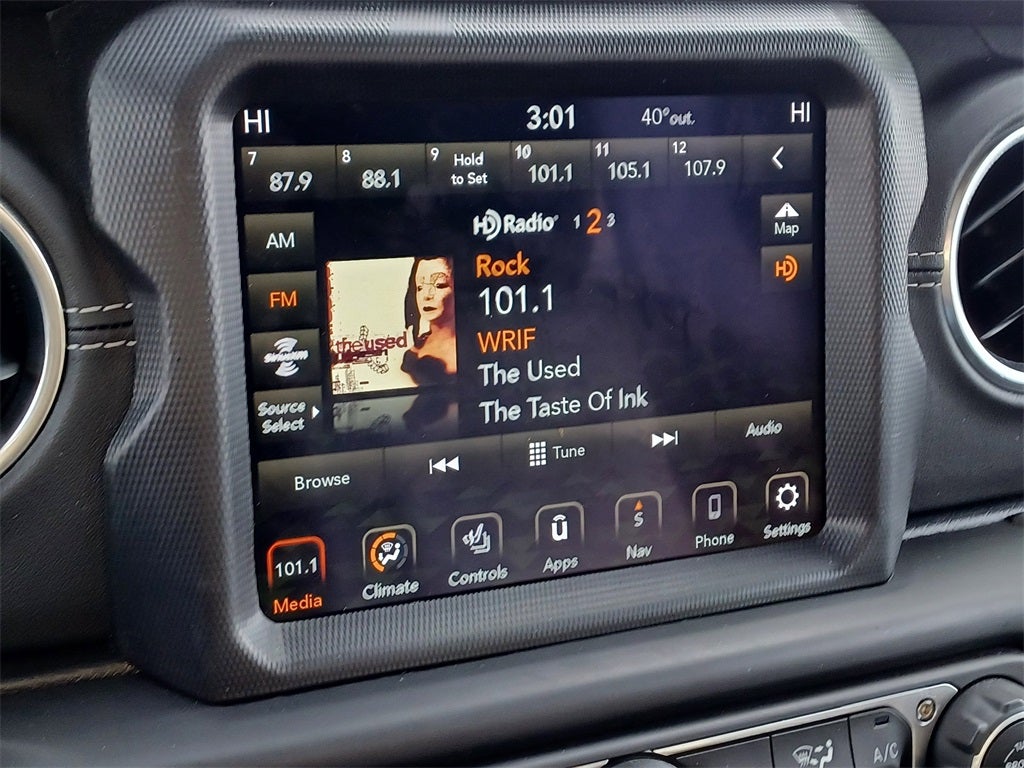 HI 3:01 40° out. HI
7 87.9
8 88.1
9 Hold
to Set
10 101.1
11 105.1
12 107.9
HD Radio 1 2 3
Map
AM
FM
SiriusXM
Source
Select
HD
the used
Rock
101.1
WRIF
The Used
The Taste Of Ink
Browse
Tune
Audio
101.1
Media
Climate
Controls
û
Apps
S
Nav
Phone
Settings
A/C